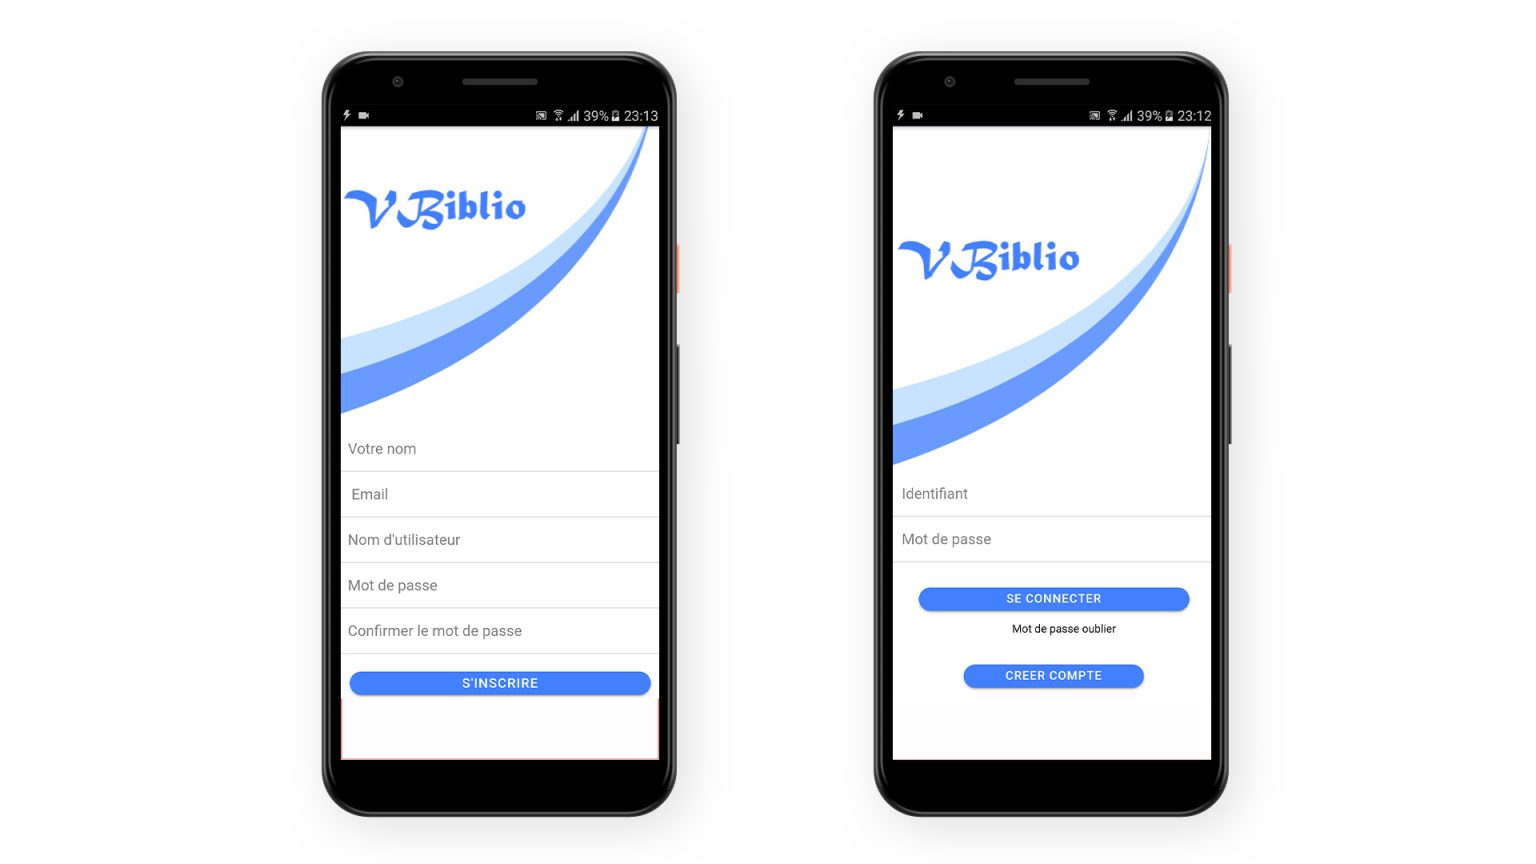 39% 23:13
VBiblio
Votre nom
Email
Nom d'utilisateur
Mot de passe
Confirmer le mot de passe
S'INSCRIRE
39% 23:12
VBiblio
Identifiant
Mot de passe
SE CONNECTER
Mot de passe oublier
CREER COMPTE